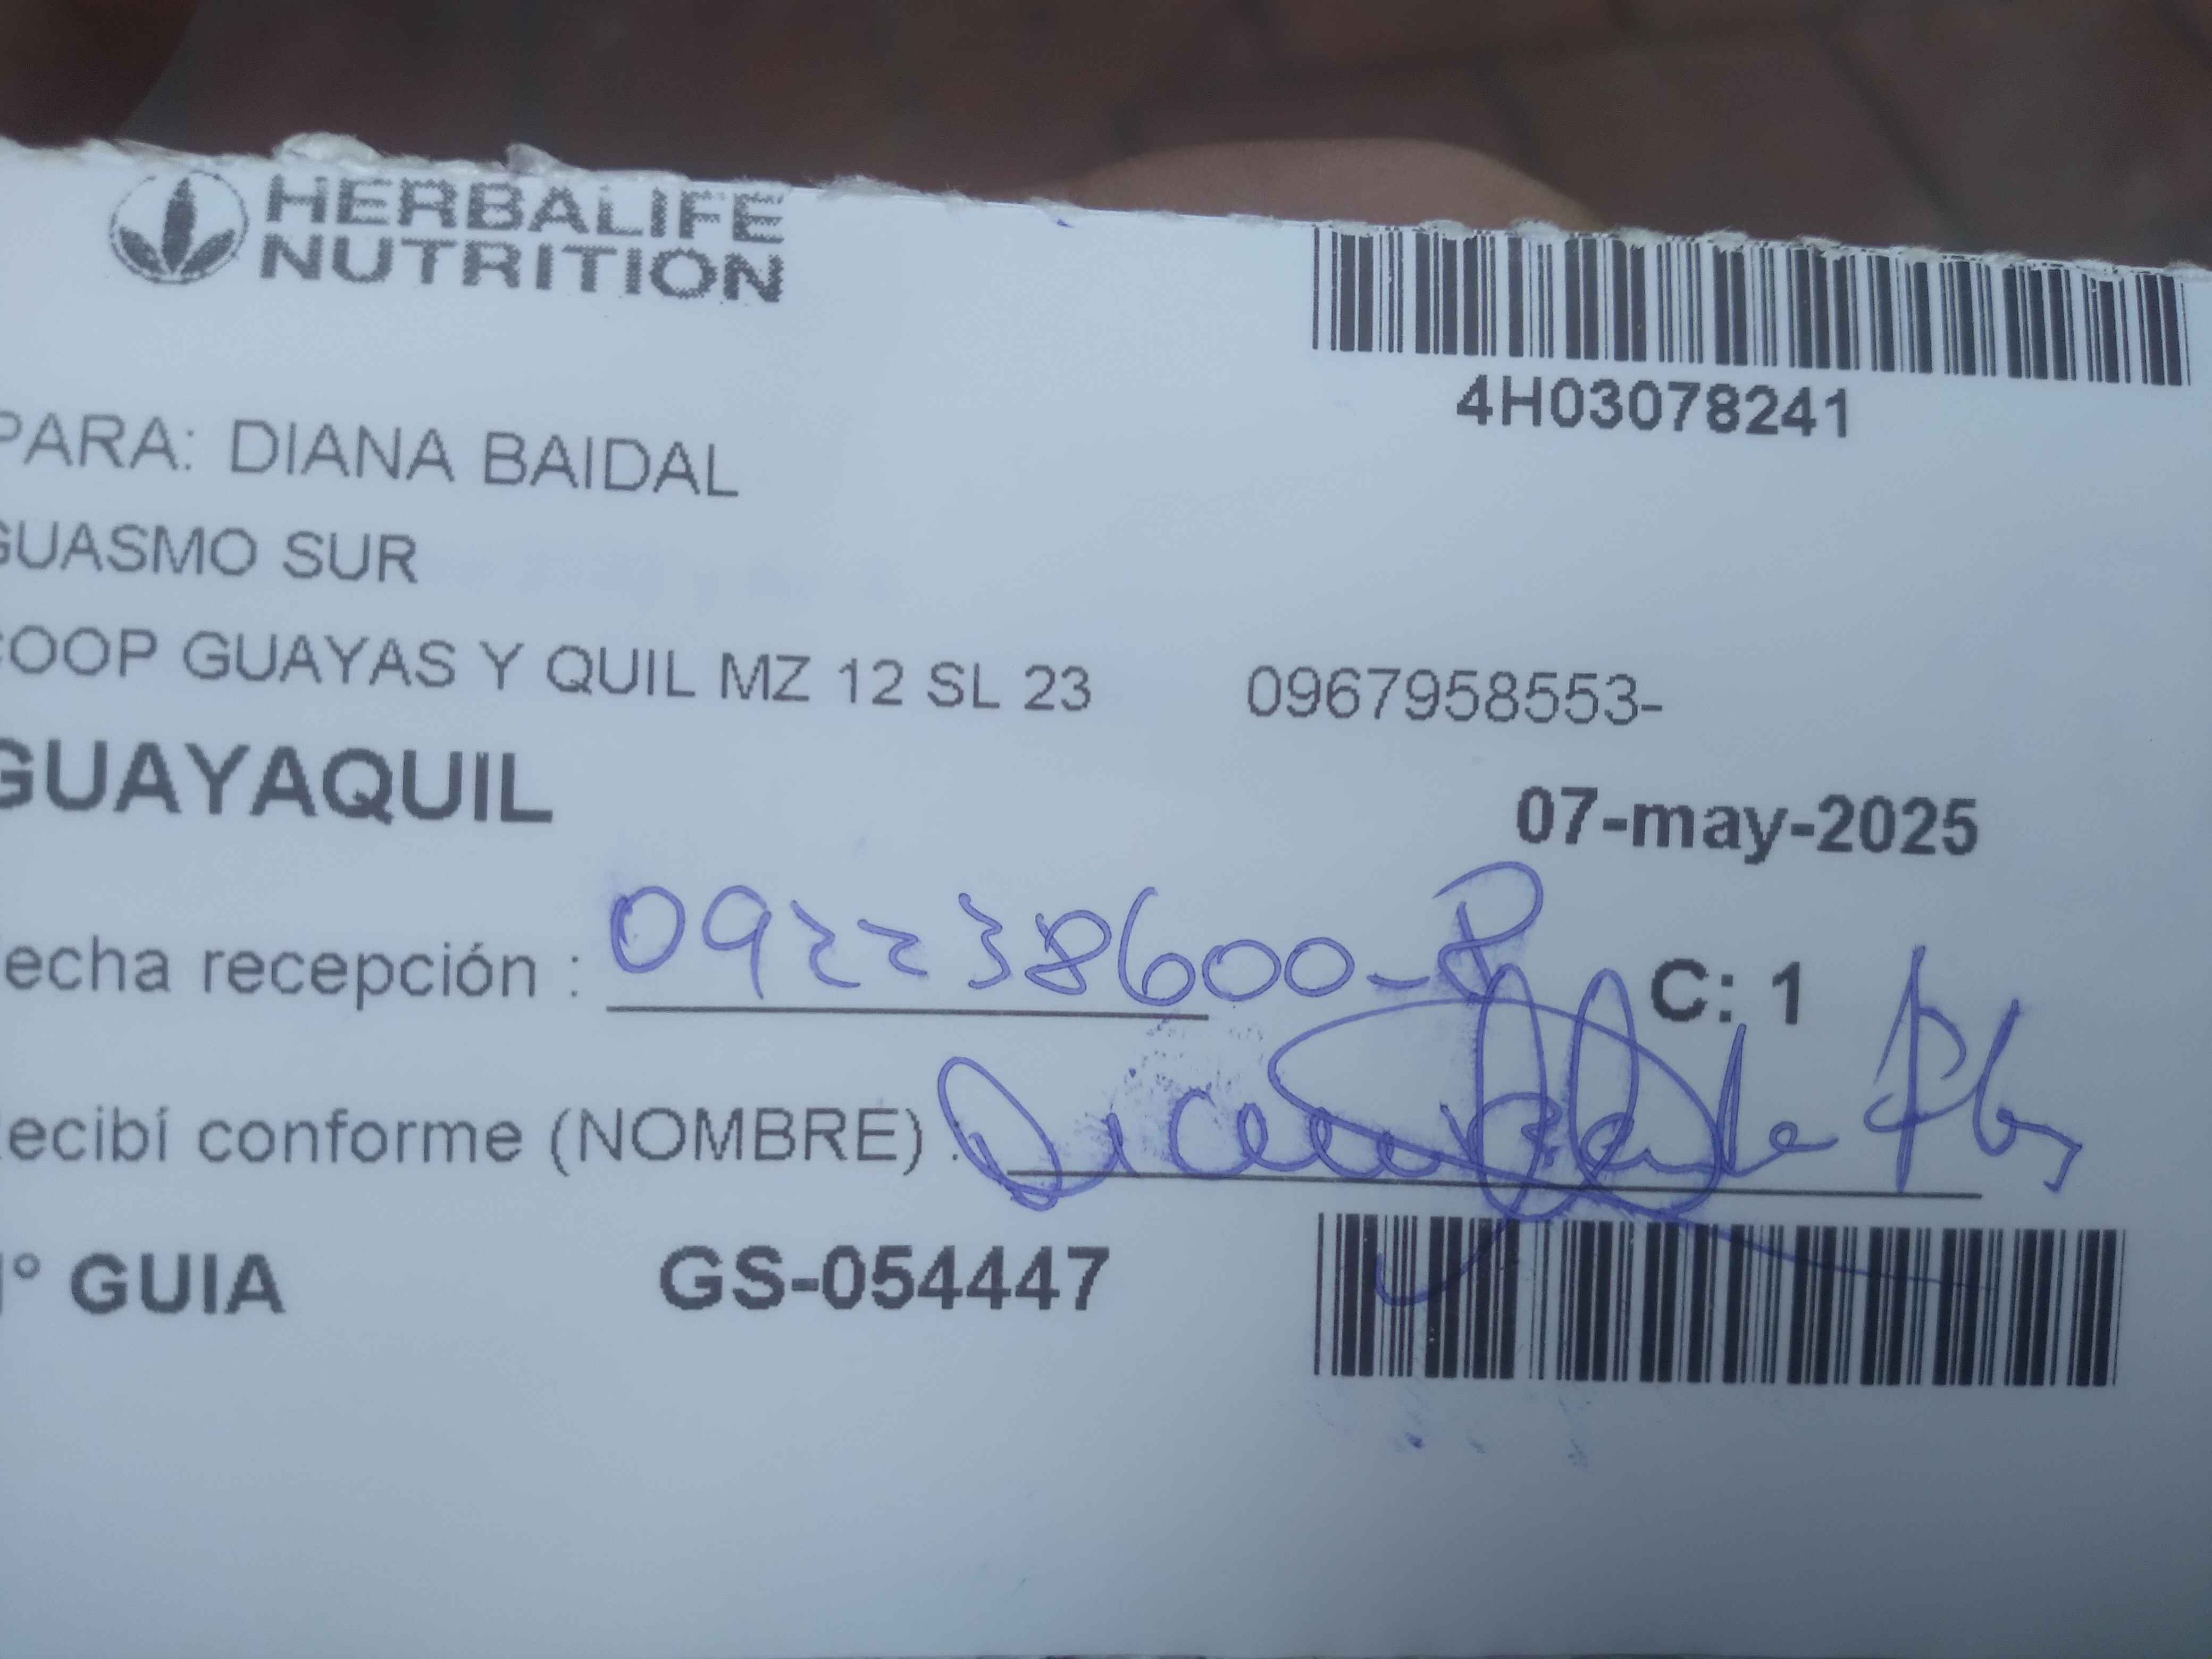 HERBALIFE
NUTRITION
4H03078241
PARA: DIANA BAIDAL
GUASMO SUR
COOP GUAYAS Y QUIL MZ 12 SL 23 0967958553-
GUAYAQUIL
07-may-2025
echa recepción :092238600-8
C: 1
ecibí conforme (NOMBRE) :
° GUIA GS-054447